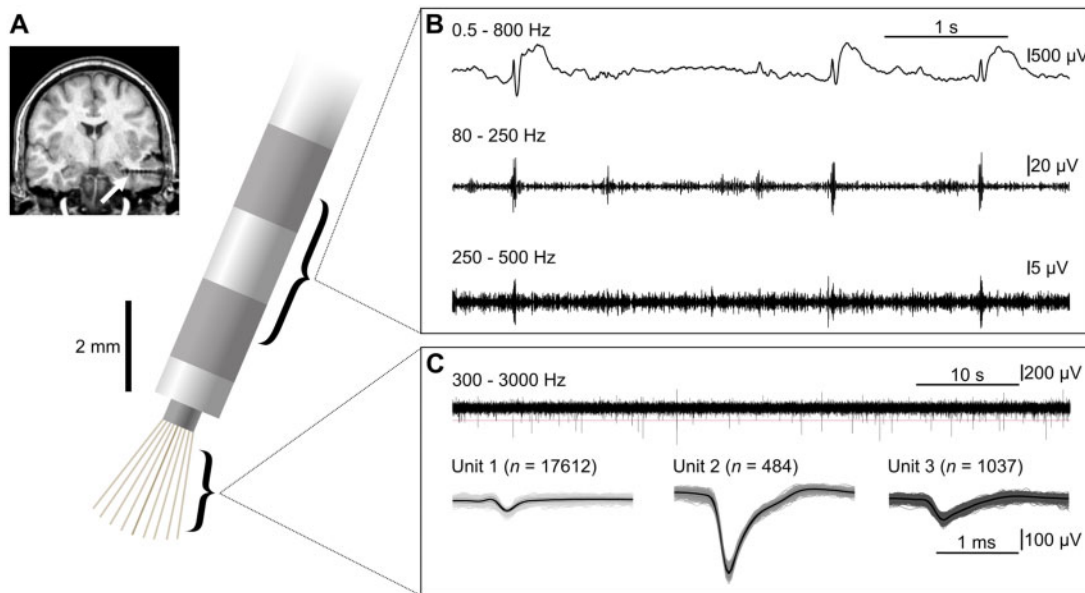 A
2 mm
B
0.5 - 800 Hz
1 s
500 µV
80 - 250 Hz
20 µV
250 - 500 Hz
5 µV
C
300 - 3000 Hz
10 s
200 µV
Unit 1 (n = 17612)
Unit 2 (n = 484)
Unit 3 (n = 1037)
1 ms
100 µV